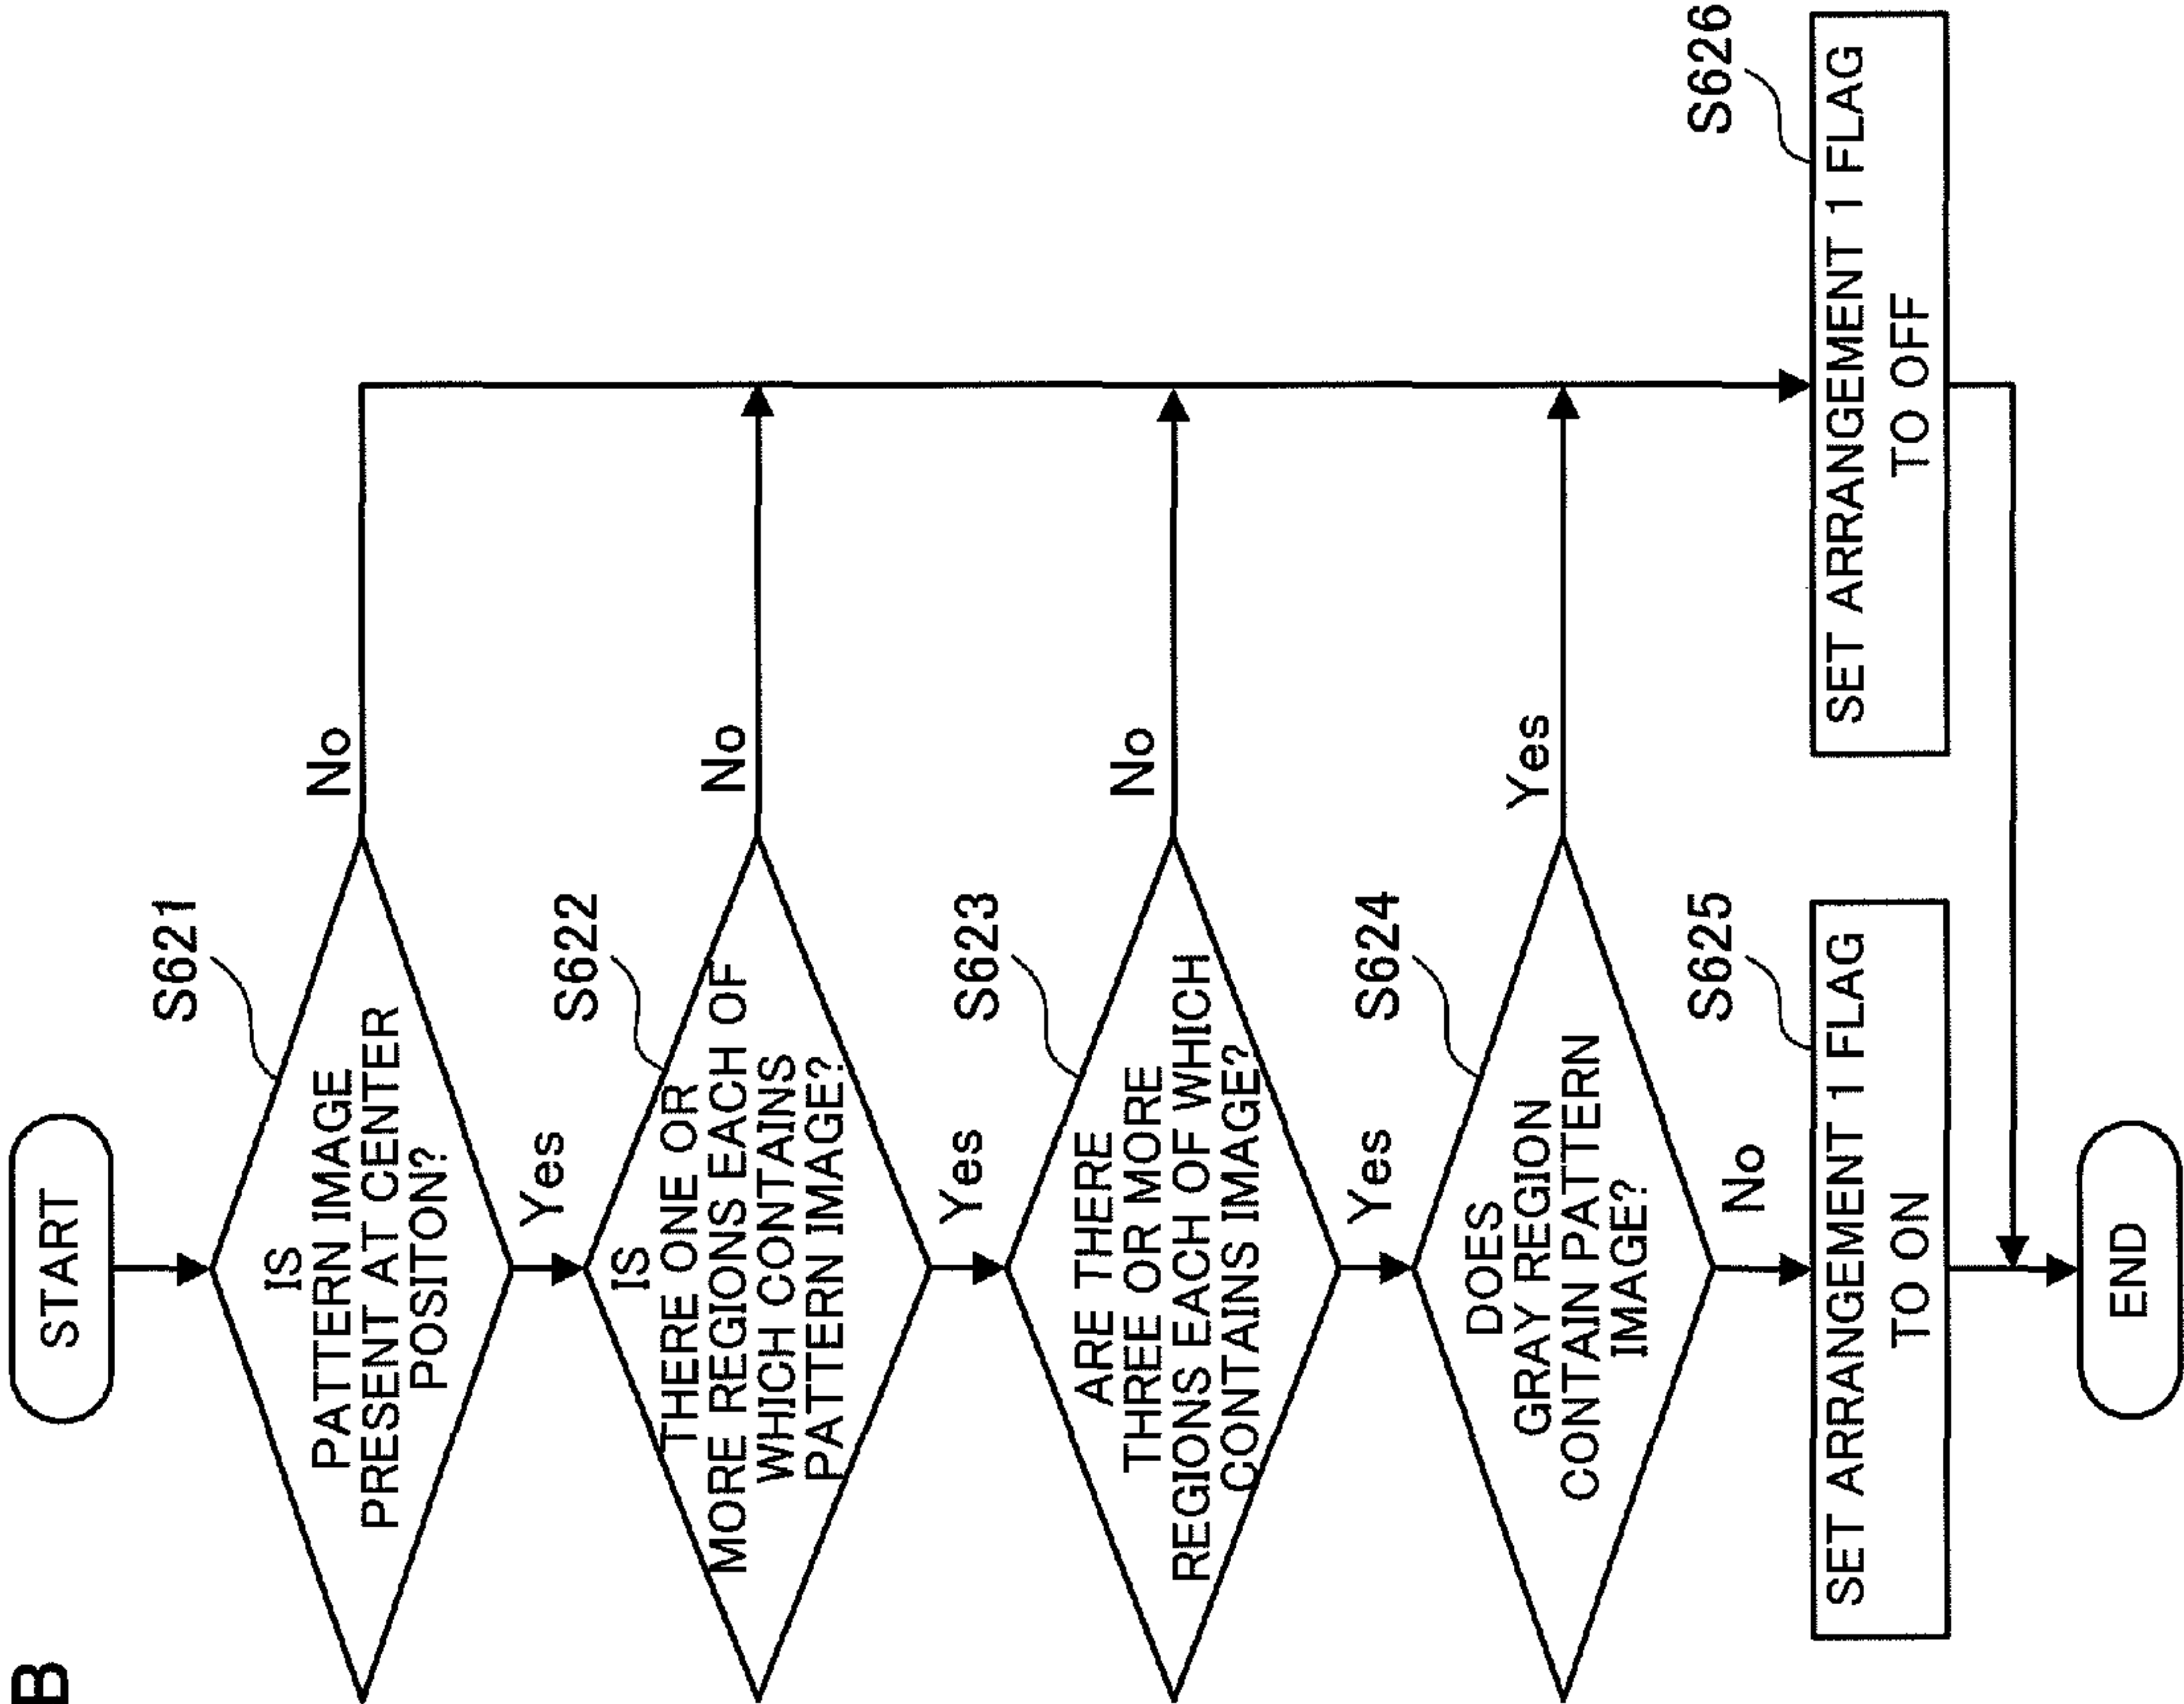 B
START
S621
IS
PATTERN IMAGE
PRESENT AT CENTER
POSITON?
No
Yes
S622
IS
THERE ONE OR
MORE REGIONS EACH OF
WHICH CONTAINS
PATTERN IMAGE?
No
Yes
S623
ARE THERE
THREE OR MORE
REGIONS EACH OF WHICH
CONTAINS IMAGE?
No
Yes
S624
DOES
GRAY REGION
CONTAIN PATTERN
IMAGE?
Yes
No
S625
SET ARRANGEMENT 1 FLAG
TO ON
S626
SET ARRANGEMENT 1 FLAG
TO OFF
END